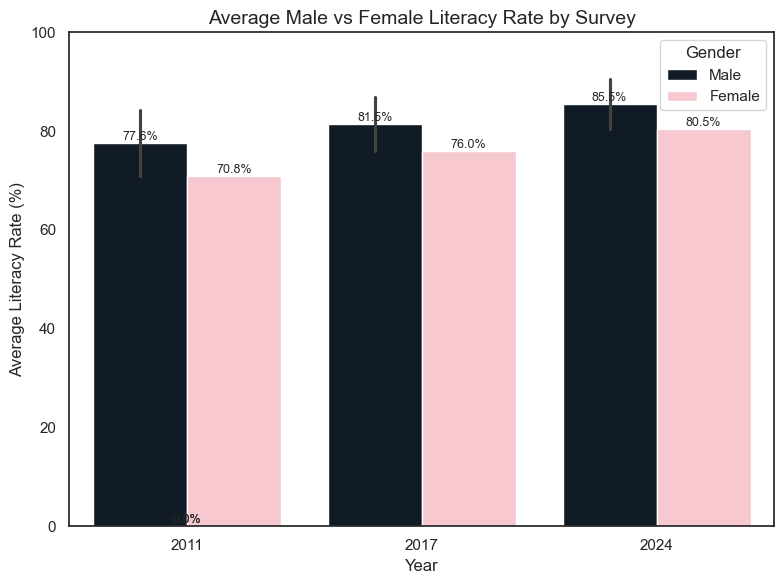 Average Male vs Female Literacy Rate by Survey
Gender
Male
Female
100
80
60
40
20
0
Average Literacy Rate (%)
77.6%
70.8%
81.5%
76.0%
85.5%
80.5%
0.0%
2011
2017
2024
Year